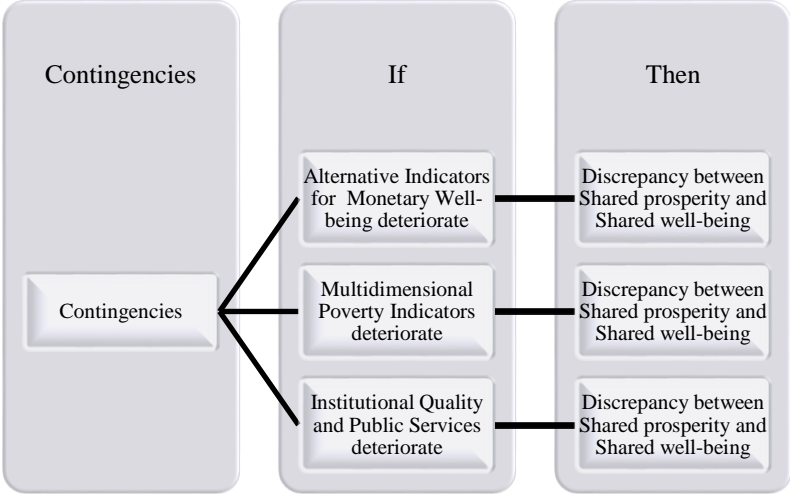 Contingencies
If
Then
Contingencies
Alternative Indicators
for Monetary Well-
being deteriorate
Discrepancy between
Shared prosperity and
Shared well-being
Multidimensional
Poverty Indicators
deteriorate
Discrepancy between
Shared prosperity and
Shared well-being
Institutional Quality
and Public Services
deteriorate
Discrepancy between
Shared prosperity and
Shared well-being